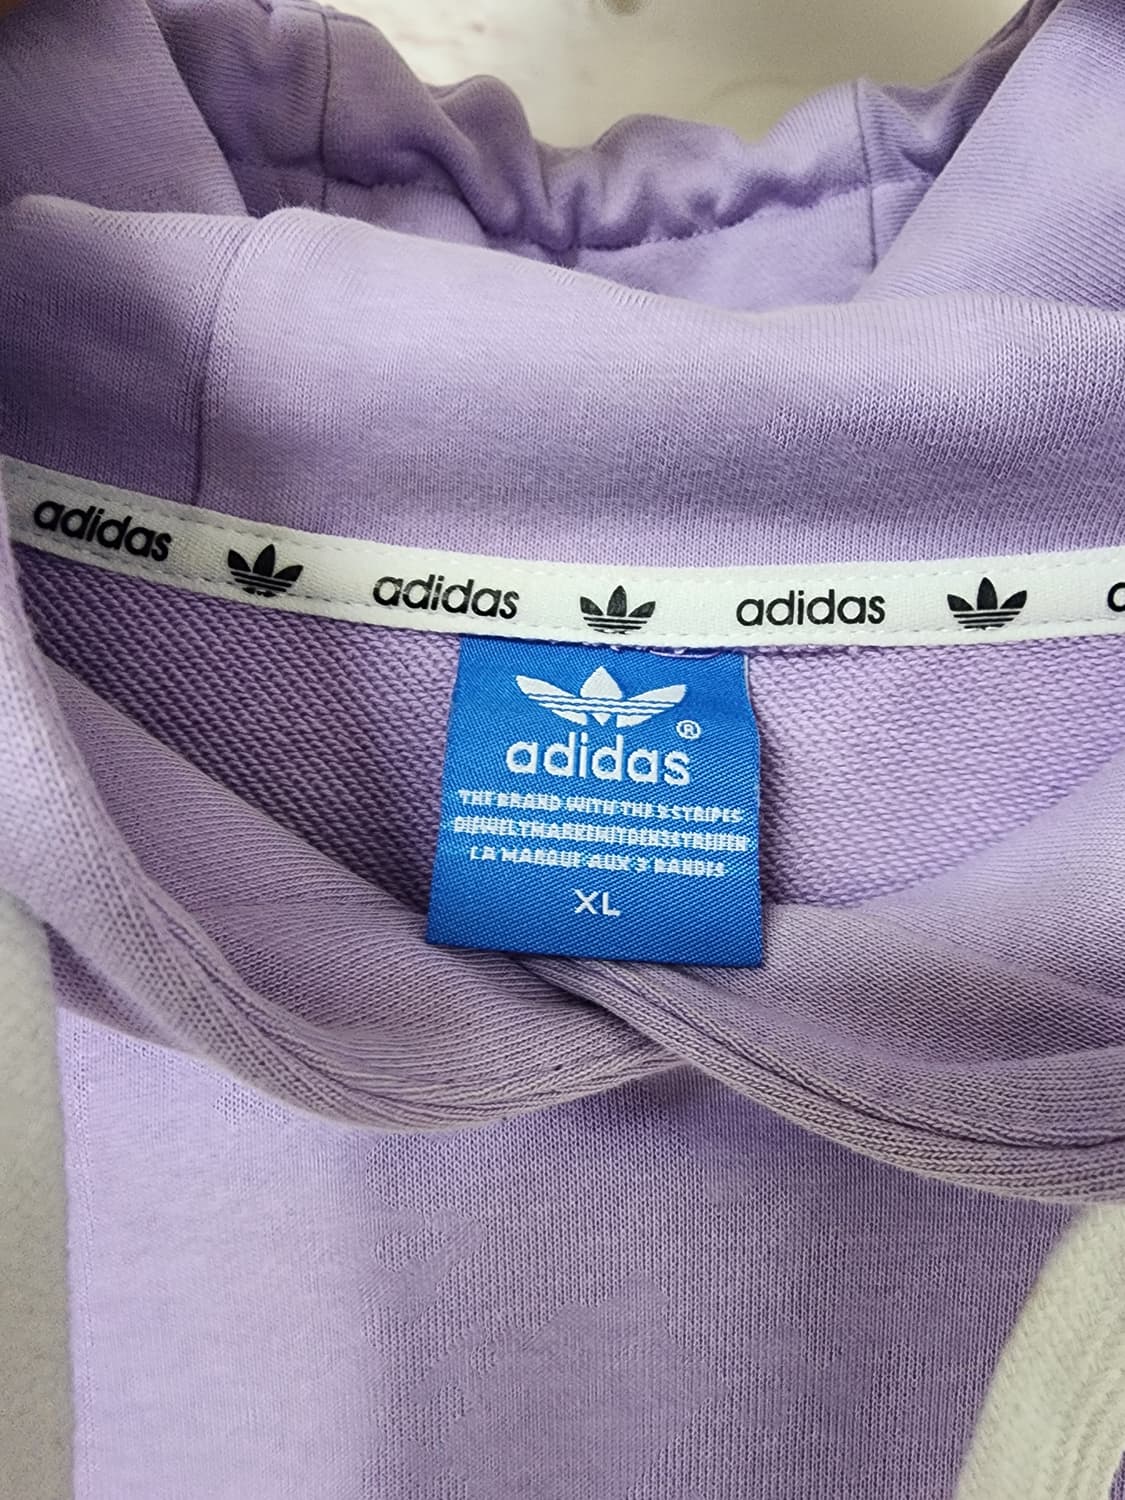 adidas adidas adidas
®
adidas
THE BRAND WITH THE 3 STRIPES
DIE WELTMARKE MIT DEN 3 STREIFEN
LA MARQUE AUX 3 BANDES
XL